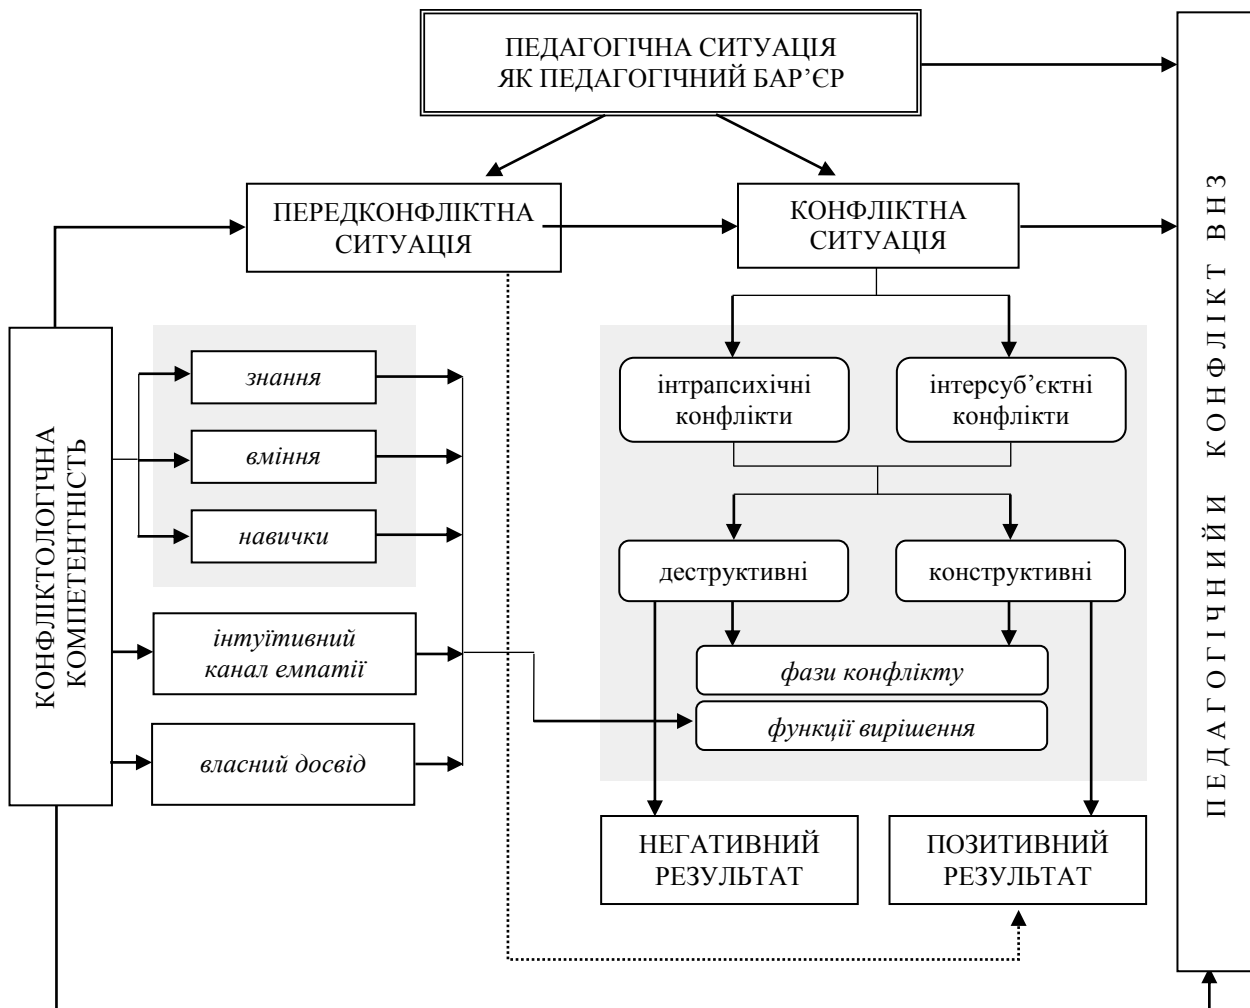 ПЕДАГОГІЧНА СИТУАЦІЯ
ЯК ПЕДАГОГІЧНИЙ БАР’ЄР
ПЕРЕДКОНФЛІКТНА
СИТУАЦІЯ
КОНФЛІКТНА
СИТУАЦІЯ
КОНФЛІКТОЛОГІЧНА
КОМПЕТЕНТНІСТЬ
знання
вміння
навички
інтуїтивний
канал емпатії
власний досвід
інтрапсихічні
конфлікти
інтерсуб’єктні
конфлікти
деструктивні
конструктивні
фази конфлікту
функції вирішення
НЕГАТИВНИЙ
РЕЗУЛЬТАТ
ПОЗИТИВНИЙ
РЕЗУЛЬТАТ
ПЕДАГОГІЧНИЙИ КОНФЛІКТ ВНЗ